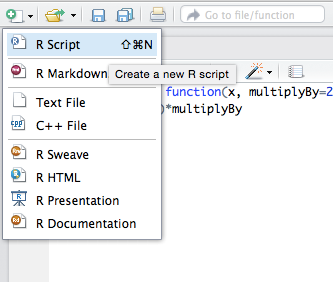 Go to file/function
R Script ⇧⌘N
R Markdown
Create a new R script
function(x, multiplyBy=2
Text File
)*multiplyBy
C++ File
R Sweave
R HTML
R Presentation
R Documentation